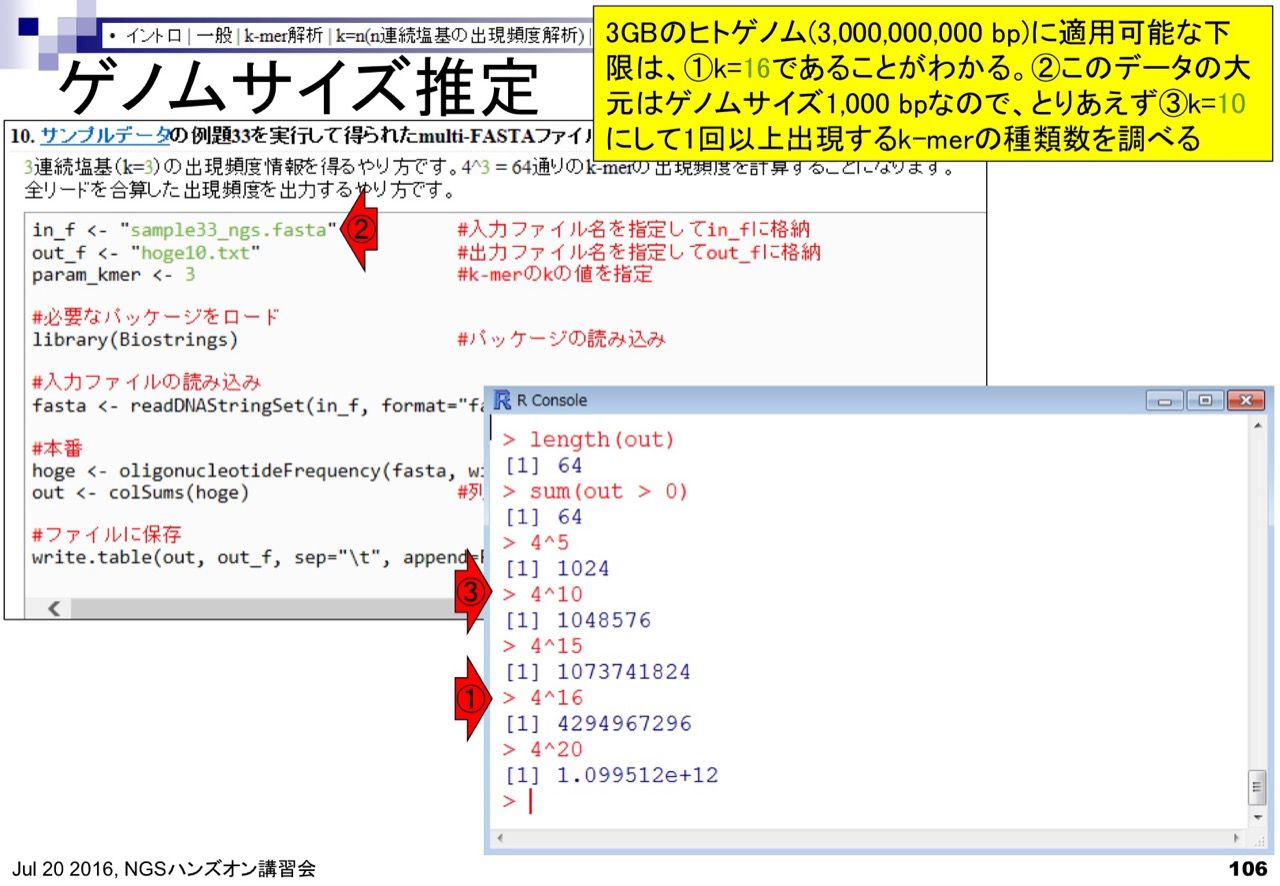 • イントロ | 一般 | k-mer解析 | k=n(n連続塩基の出現頻度解析) |
ゲノムサイズ推定
3GBのヒトゲノム(3,000,000,000 bp)に適用可能な下
限は、①k=16であることがわかる。②このデータの大
元はゲノムサイズ1,000 bpなので、とりあえず③k=10
にして1回以上出現するk-merの種類数を調べる
10. サンプルデータの例題33を実行して得られたmulti-FASTAファイル
3連続塩基(k=3)の出現頻度情報を得るやり方です。4^3 = 64通りのk-merの出現頻度を計算することになります。
全リードを合算した出現頻度を出力するやり方です。
in_f <- "sample33_ngs.fasta" ② #入力ファイル名を指定してin_fに格納
out_f <- "hoge10.txt" #出力ファイル名を指定してout_fに格納
param_kmer <- 3 #k-merのkの値を指定
#必要なパッケージをロード
library(Biostrings) #パッケージの読み込み
#入力ファイルの読み込み
fasta <- readDNAStringSet(in_f, format="fa
#本番
hoge <- oligonucleotideFrequency(fasta, wi
out <- colSums(hoge) #列
#ファイルに保存
write.table(out, out_f, sep="\t", append=F
R Console
> length(out)
[1] 64
> sum(out > 0)
[1] 64
> 4^5
[1] 1024
③ > 4^10
[1] 1048576
> 4^15
[1] 1073741824
① > 4^16
[1] 4294967296
> 4^20
[1] 1.099512e+12
>
Jul 20 2016, NGSハンズオン講習会
106